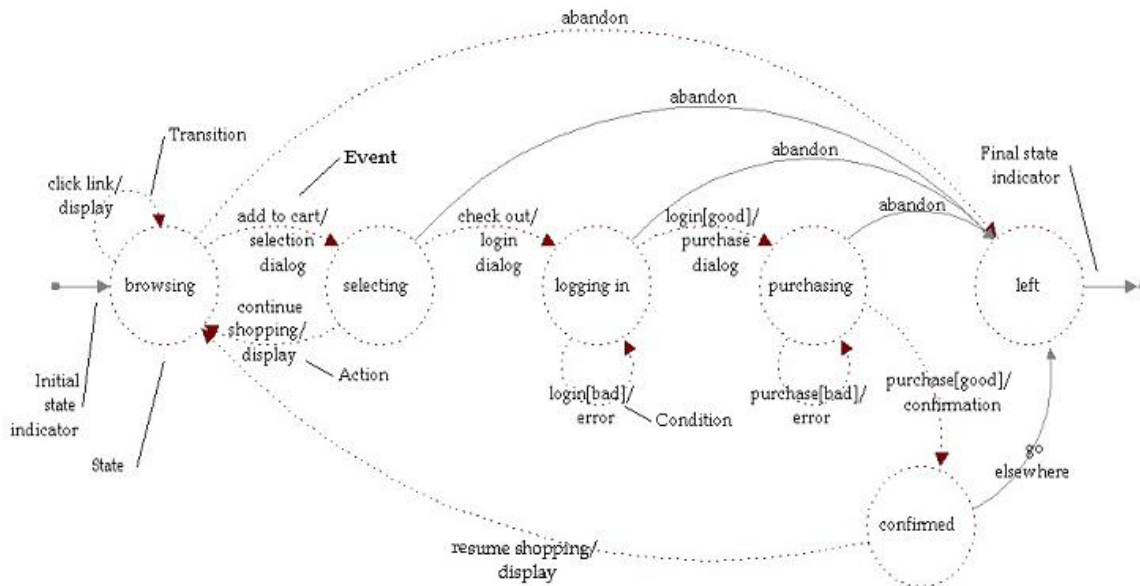 abandon
abandon
Transition
Event
abandon
Final state
indicator
click link/
display
add to cart/
selection
dialog
check out/
login
dialog
login[good]/
purchase
dialog
abandon
browsing
selecting
logging in
purchasing
left
continue
shopping/
display
Action
Initial
state
indicator
State
login[bad]/
error
Condition
purchase[bad]/
error
purchase[good]/
confirmation
go
elsewhere
confirmed
resume shopping/
display